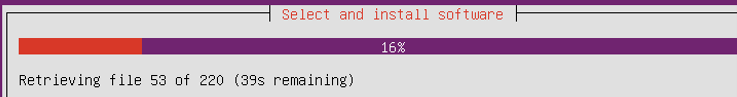 Select and install software
16%
Retrieving file 53 of 220 (39s remaining)